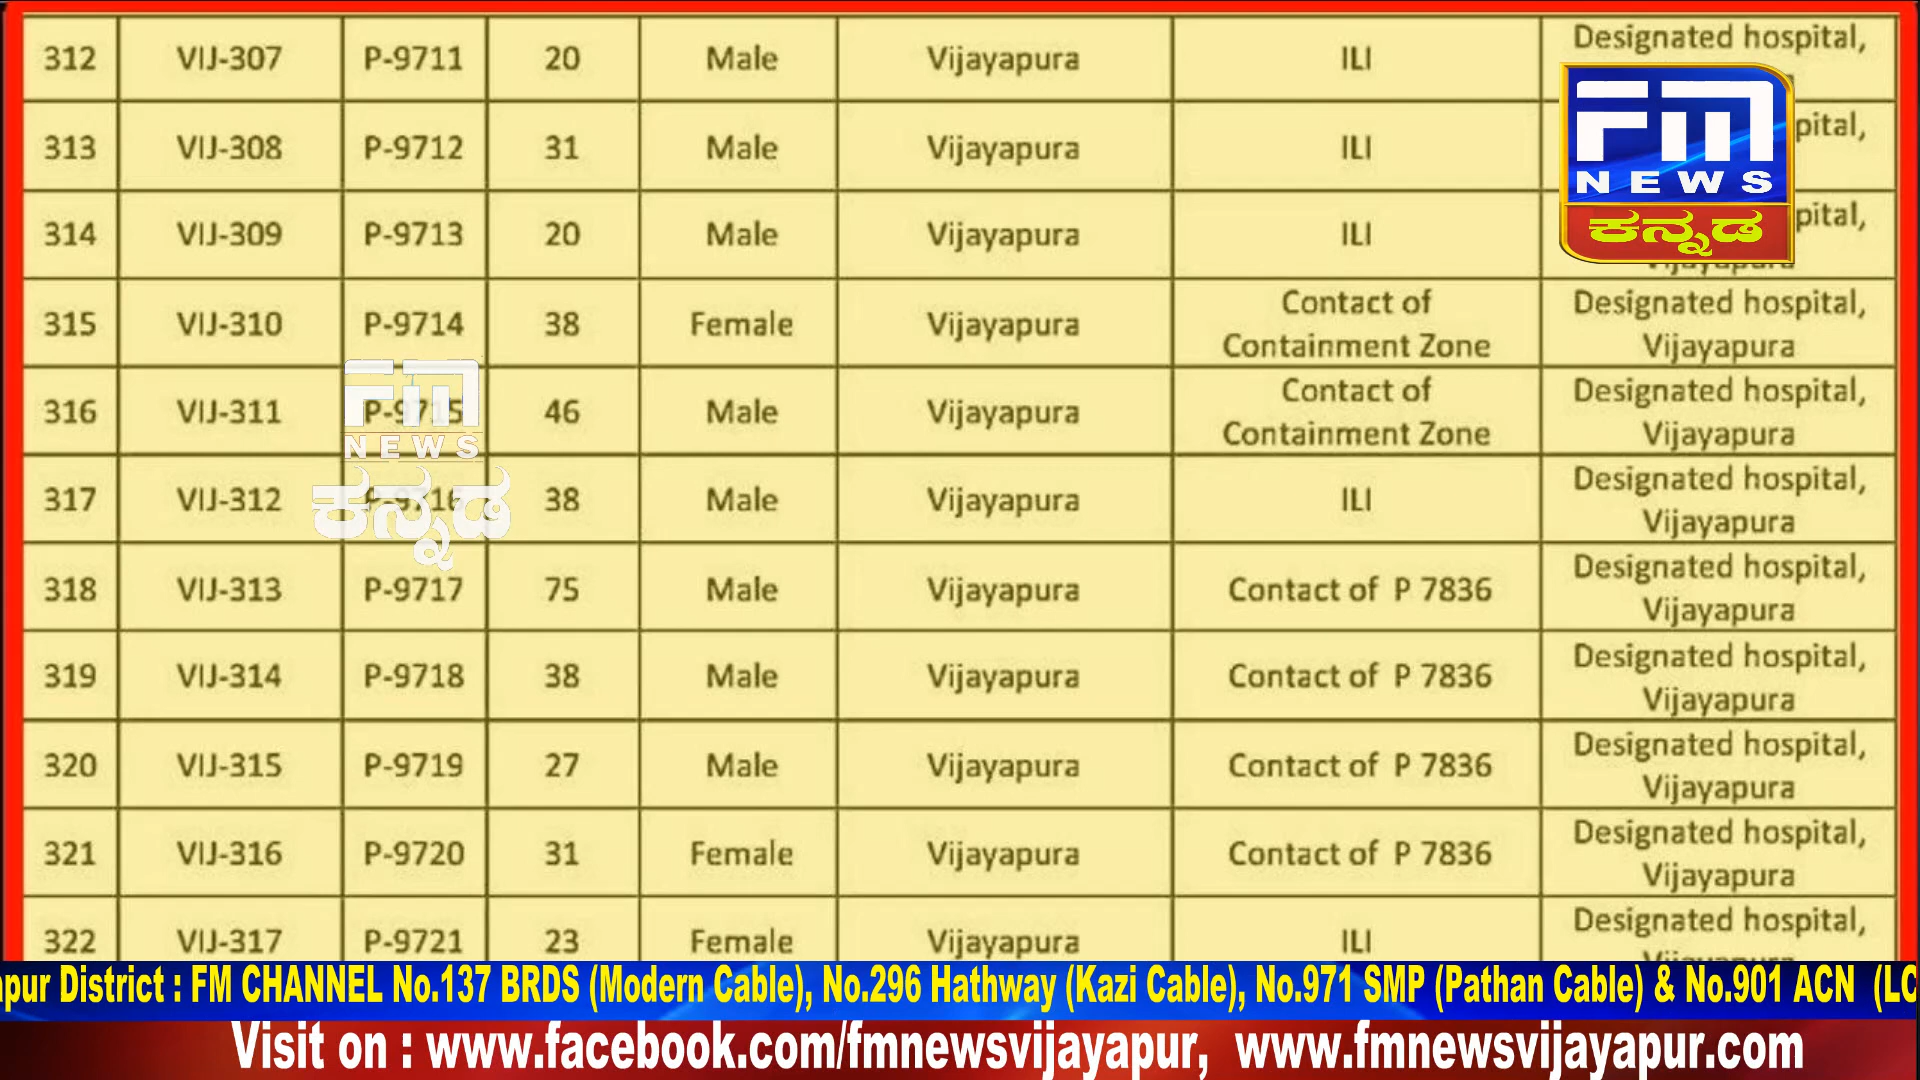 312 VIJ-307 P-9711 20 Male Vijayapura ILI Designated hospital,
313 VIJ-308 P-9712 31 Male Vijayapura ILI
314 VIJ-309 P-9713 20 Male Vijayapura ILI
FM
NEWS
ಕನ್ನಡ
315 VIJ-310 P-9714 38 Female Vijayapura Contact of Containment Zone Designated hospital, Vijayapura
316 VIJ-311 P-9715 46 Male Vijayapura Contact of Containment Zone Designated hospital, Vijayapura
FM
NEWS
ಕನ್ನಡ
317 VIJ-312 P-9716 38 Male Vijayapura ILI Designated hospital, Vijayapura
318 VIJ-313 P-9717 75 Male Vijayapura Contact of P 7836 Designated hospital, Vijayapura
319 VIJ-314 P-9718 38 Male Vijayapura Contact of P 7836 Designated hospital, Vijayapura
320 VIJ-315 P-9719 27 Male Vijayapura Contact of P 7836 Designated hospital, Vijayapura
321 VIJ-316 P-9720 31 Female Vijayapura Contact of P 7836 Designated hospital, Vijayapura
322 VIJ-317 P-9721 23 Female Vijayapura ILI Designated hospital,
apur District : FM CHANNEL No.137 BRDS (Modern Cable), No.296 Hathway (Kazi Cable), No.971 SMP (Pathan Cable) & No.901 ACN (LC
Visit on : www.facebook.com/fmnewsvijayapur, www.fmnewsvijayapur.com